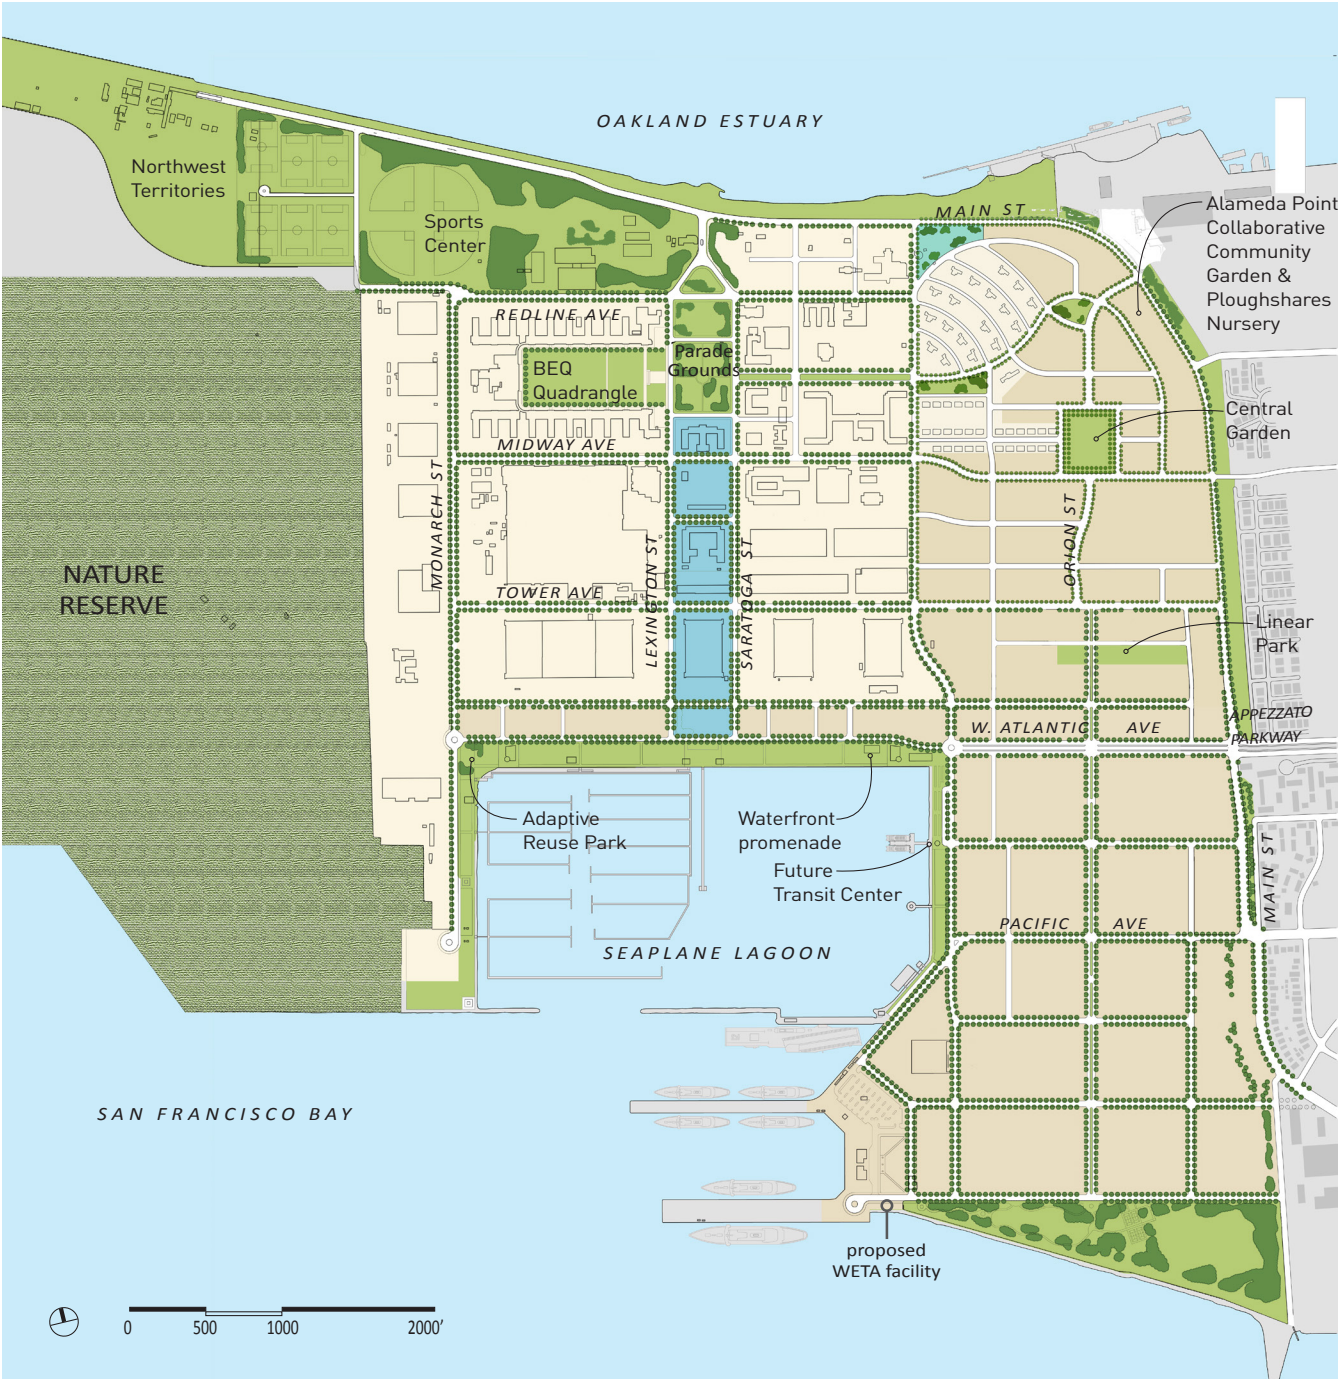 OAKLAND ESTUARY
Northwest
Territories
Sports
Center
MAIN ST
Alameda Point
Collaborative
Community
Garden &
Ploughshares
Nursery
REDLINE AVE
Parade
Grounds
BEQ
Quadrangle
Central
Garden
MIDWAY AVE
MONARCH ST
LEXINGTON ST
SARATOGA ST
ORION ST
NATURE
RESERVE
TOWER AVE
Linear
Park
W. ATLANTIC AVE
APPEZZATO
PARKWAY
Adaptive
Reuse Park
Waterfront
promenade
Future
Transit Center
MAIN ST
PACIFIC AVE
SEAPLANE LAGOON
SAN FRANCISCO BAY
proposed
WETA facility
0 500 1000 2000'